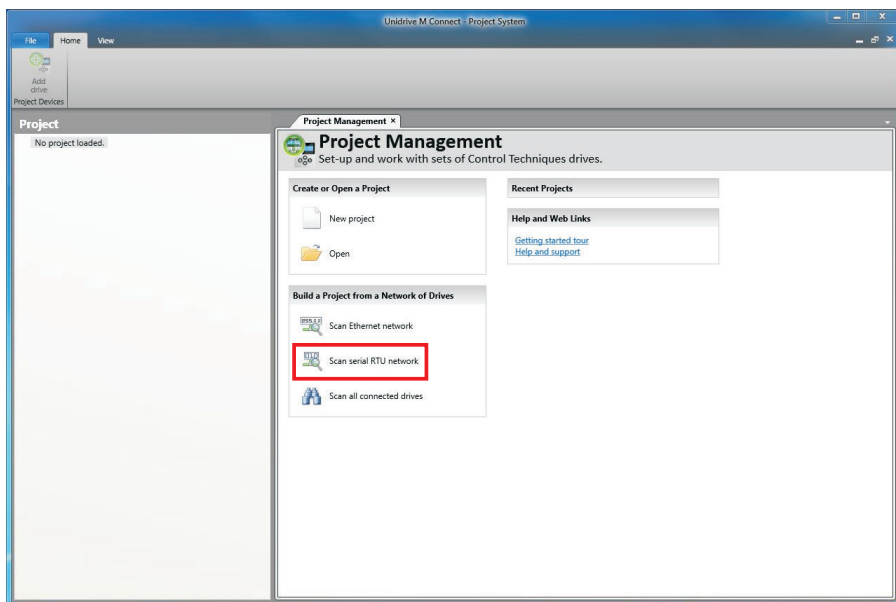 Unidrive M Connect - Project System
File Home View
Add
drive
Project Devices
Project
No project loaded.
Project Management ×
Project Management
Set-up and work with sets of Control Techniques drives.
Create or Open a Project
New project
Open
Build a Project from a Network of Drives
Scan Ethernet network
Scan serial RTU network
Scan all connected drives
Recent Projects
Help and Web Links
Getting started tour
Help and support